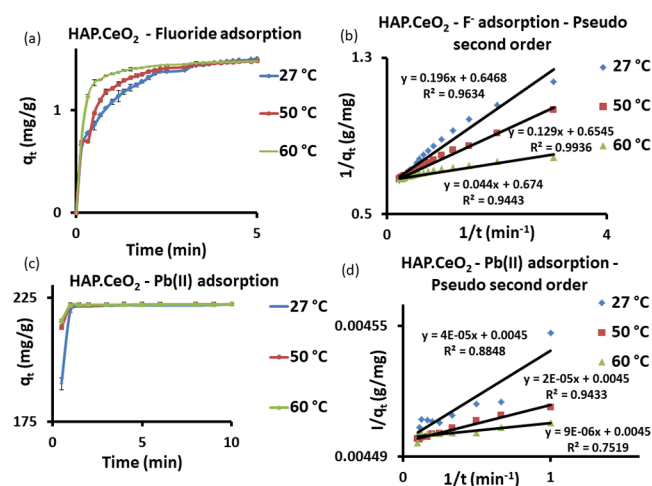 (a)
HAP.CeO₂ - Fluoride adsorption
qt (mg/g)
1
0
0
5
Time (min)
27 °C
50 °C
60 °C
(b)
HAP.CeO₂ - F⁻ adsorption - Pseudo
second order
1/qt (g/mg)
1.3
0.5
y = 0.196x + 0.6468
R² = 0.9634
y = 0.129x + 0.6545
R² = 0.9936
y = 0.044x + 0.674
R² = 0.9443
0
4
1/t (min⁻¹)
27 °C
50 °C
60 °C
(c)
HAP.CeO₂ - Pb(II) adsorption
qt (mg/g)
225
175
0
5
10
Time (min)
27 °C
50 °C
60 °C
(d)
HAP.CeO₂ - Pb(II) adsorption -
Pseudo second order
I/qt (g/mg)
0.00455
0.00449
y = 4E-05x + 0.0045
R² = 0.8848
y = 2E-05x + 0.0045
R² = 0.9433
y = 9E-06x + 0.0045
R² = 0.7519
0
1
1/t (min⁻¹)
27 °C
50 °C
60 °C